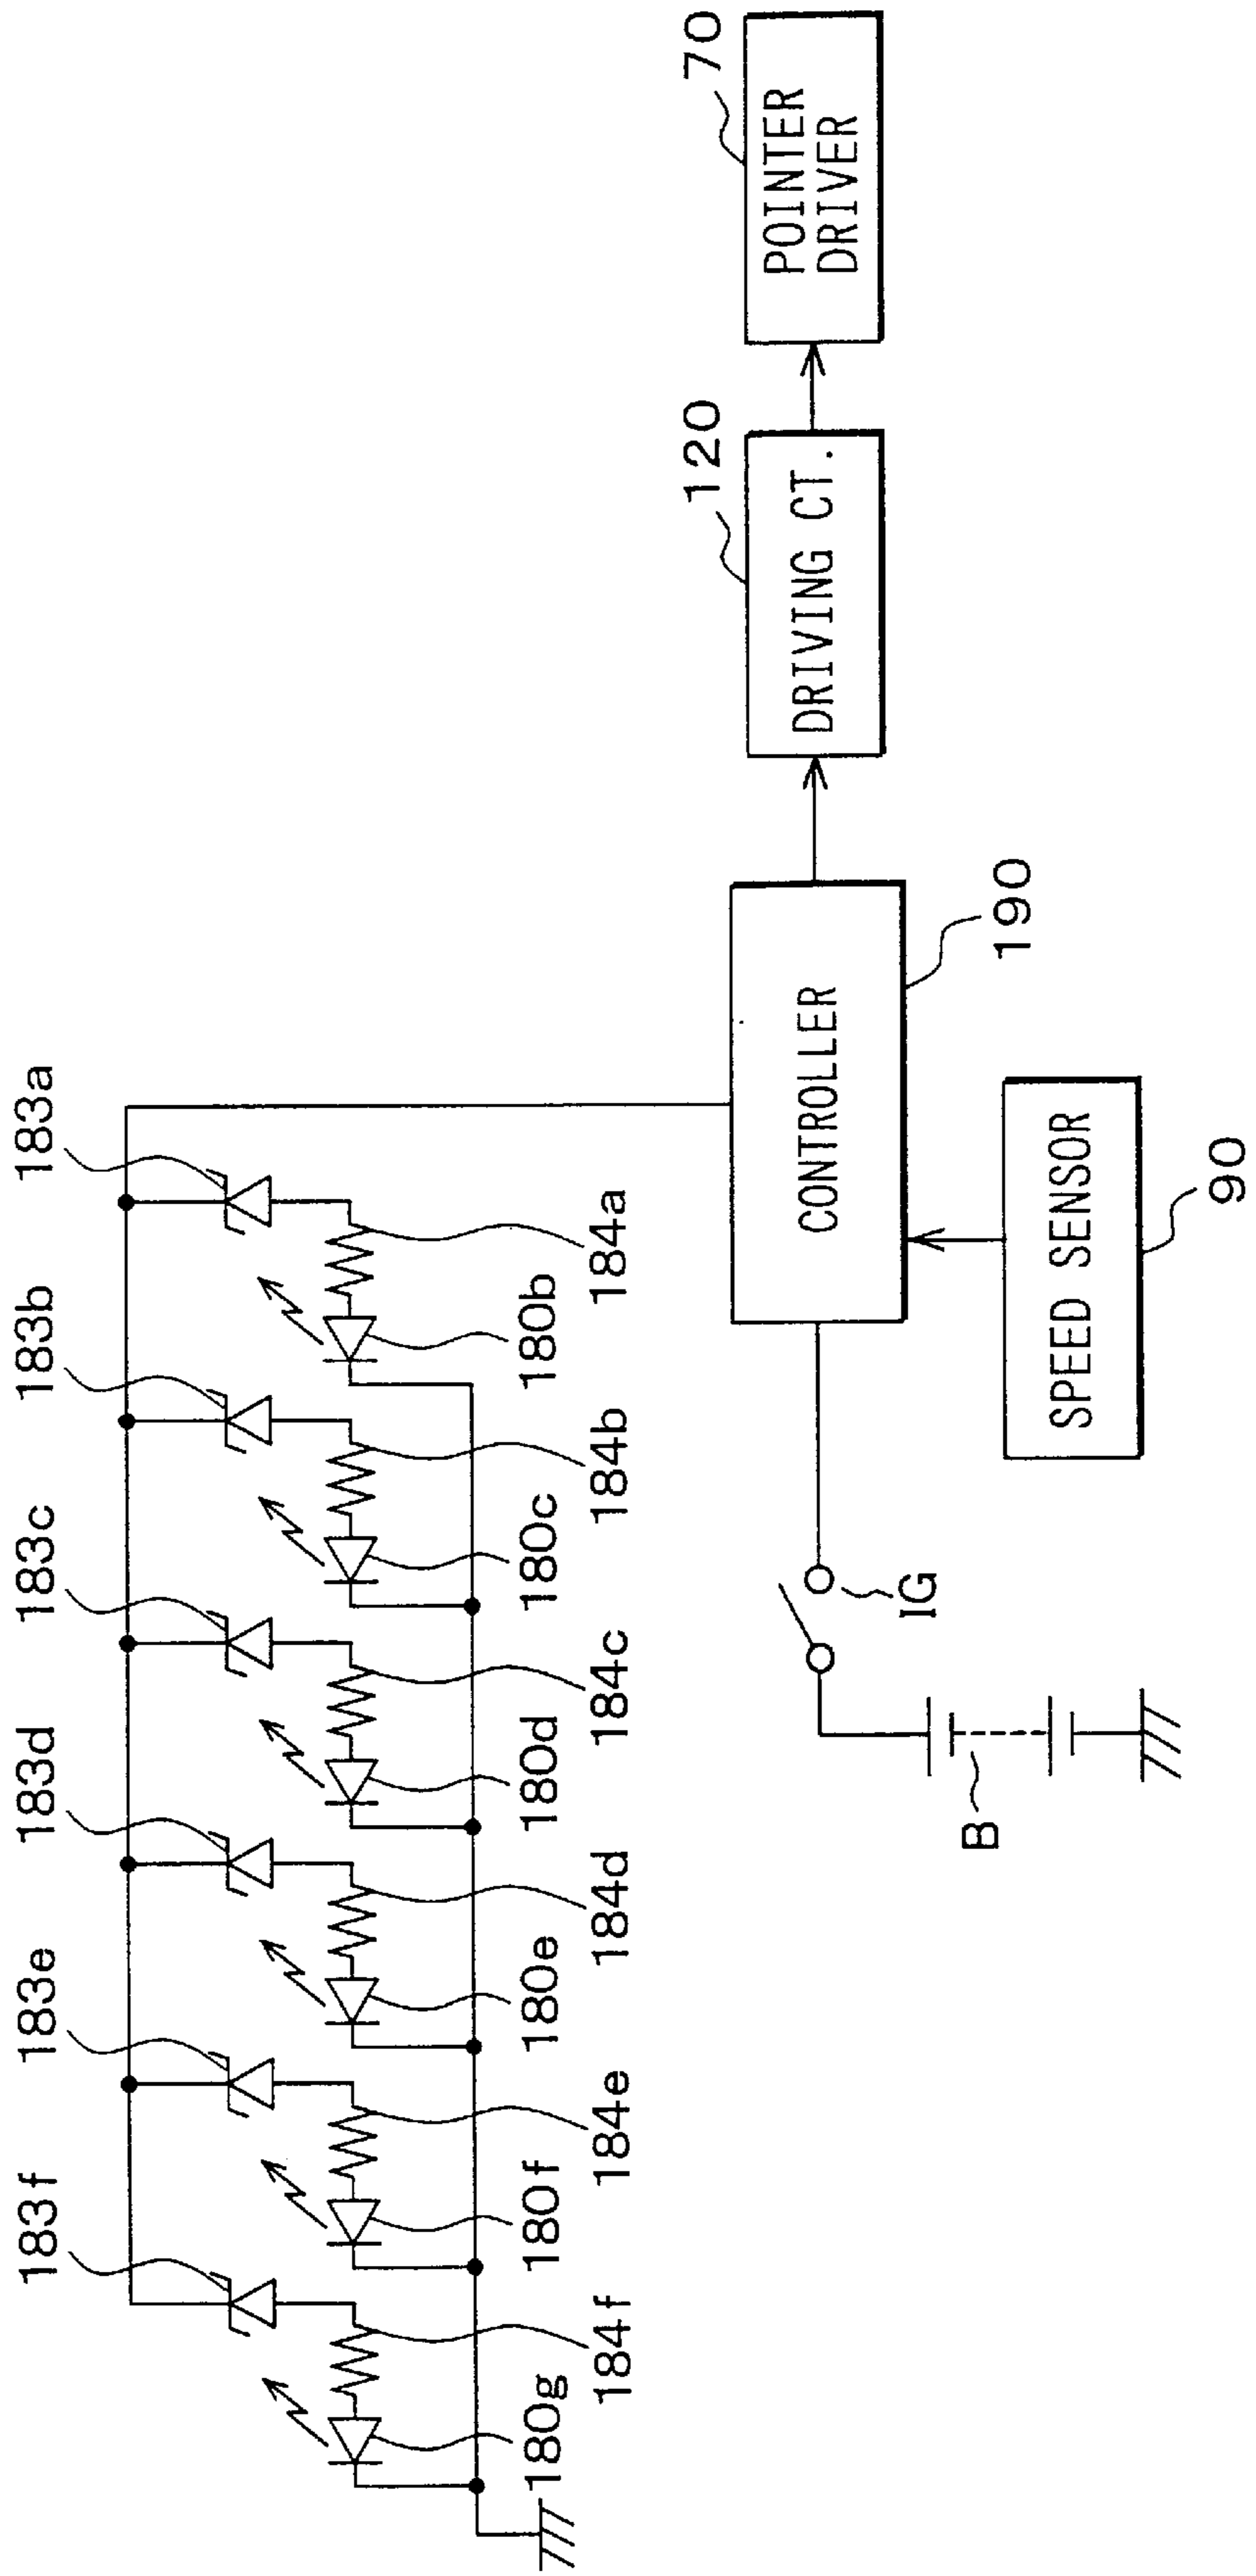 183f
183e
183d
183c
183b
183a
184f
184e
184d
184c
184b
184a
180g
180f
180e
180d
180c
180b
120
70
POINTER
DRIVER
DRIVING CT.
CONTROLLER
190
IG
B
SPEED SENSOR
90